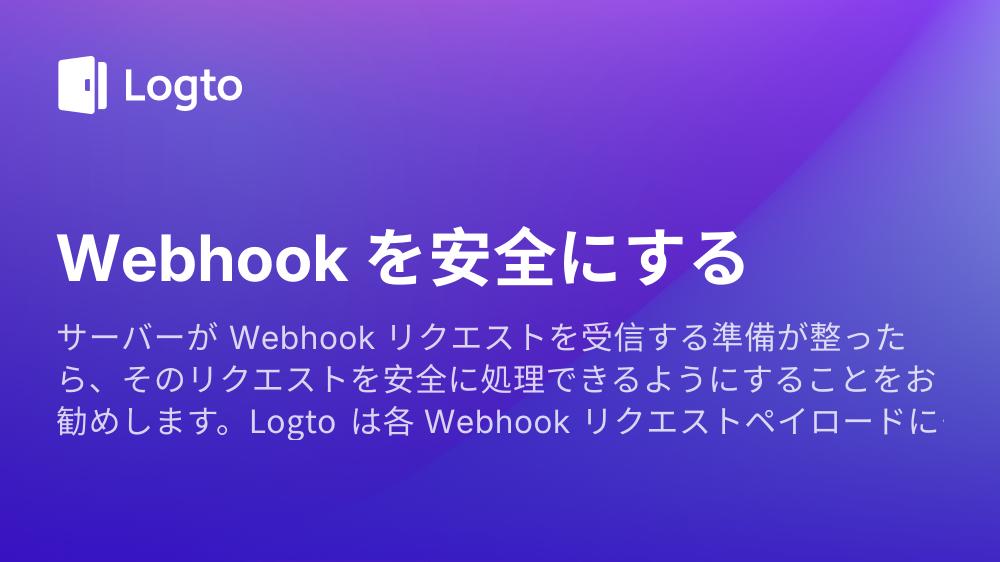 Logto
Webhook を安全にする
サーバーが Webhook リクエストを受信する準備が整った
ら、そのリクエストを安全に処理できるようにすることをお
勧めします。Logto は各 Webhook リクエストペイロードに